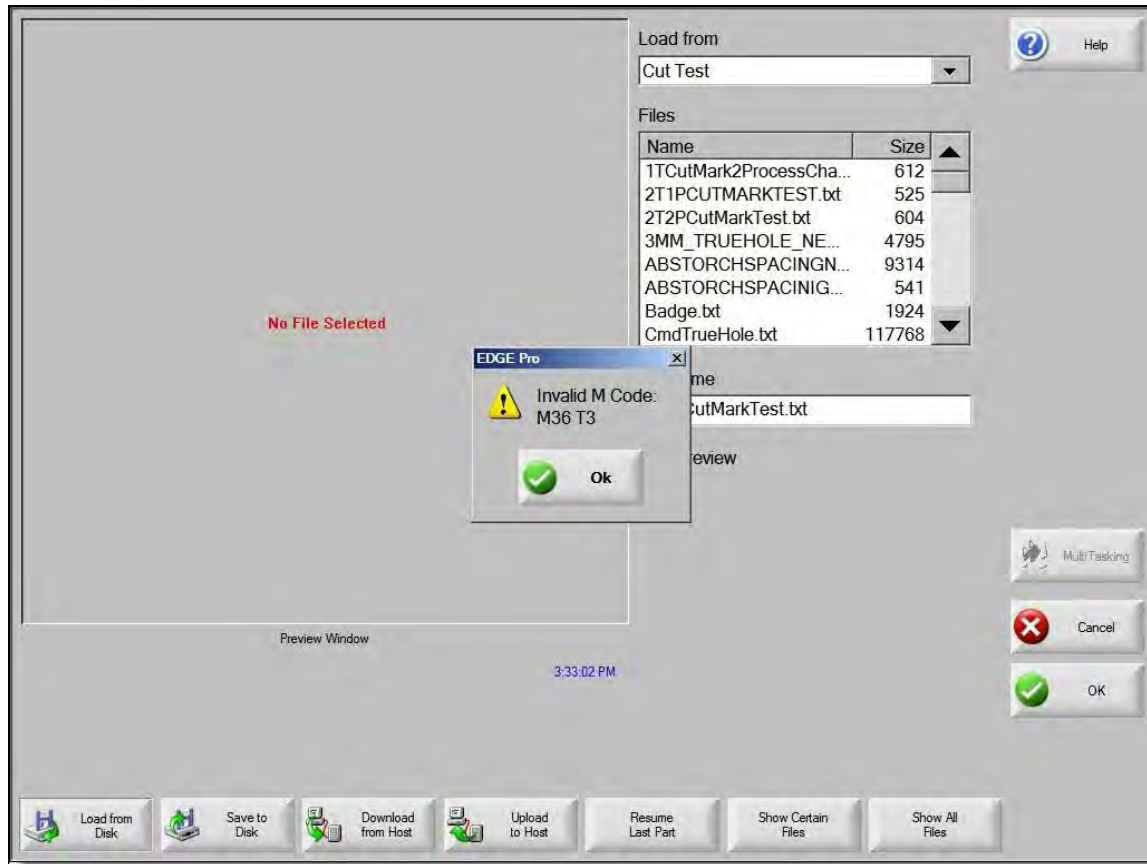 Load from
Cut Test
Help
Files
Name Size
1TCutMark2ProcessCha... 612
2T1PCUTMARKTEST.txt 525
2T2PCutMarkTest.txt 604
3MM_TRUEHOLE_NE... 4795
ABSTORCHSPACINGN... 9314
ABSTORCHSPACINIG... 541
Badge.txt 1924
CmdTrueHole.txt 117768
No File Selected
EDGE Pro
Invalid M Code:
M36 T3
Ok
me
CutMarkTest.txt
review
MultiTasking
Cancel
OK
Preview Window
3:33:02 PM
Load from
Disk
Save to
Disk
Download
from Host
Upload
to Host
Resume
Last Part
Show Certain
Files
Show All
Files